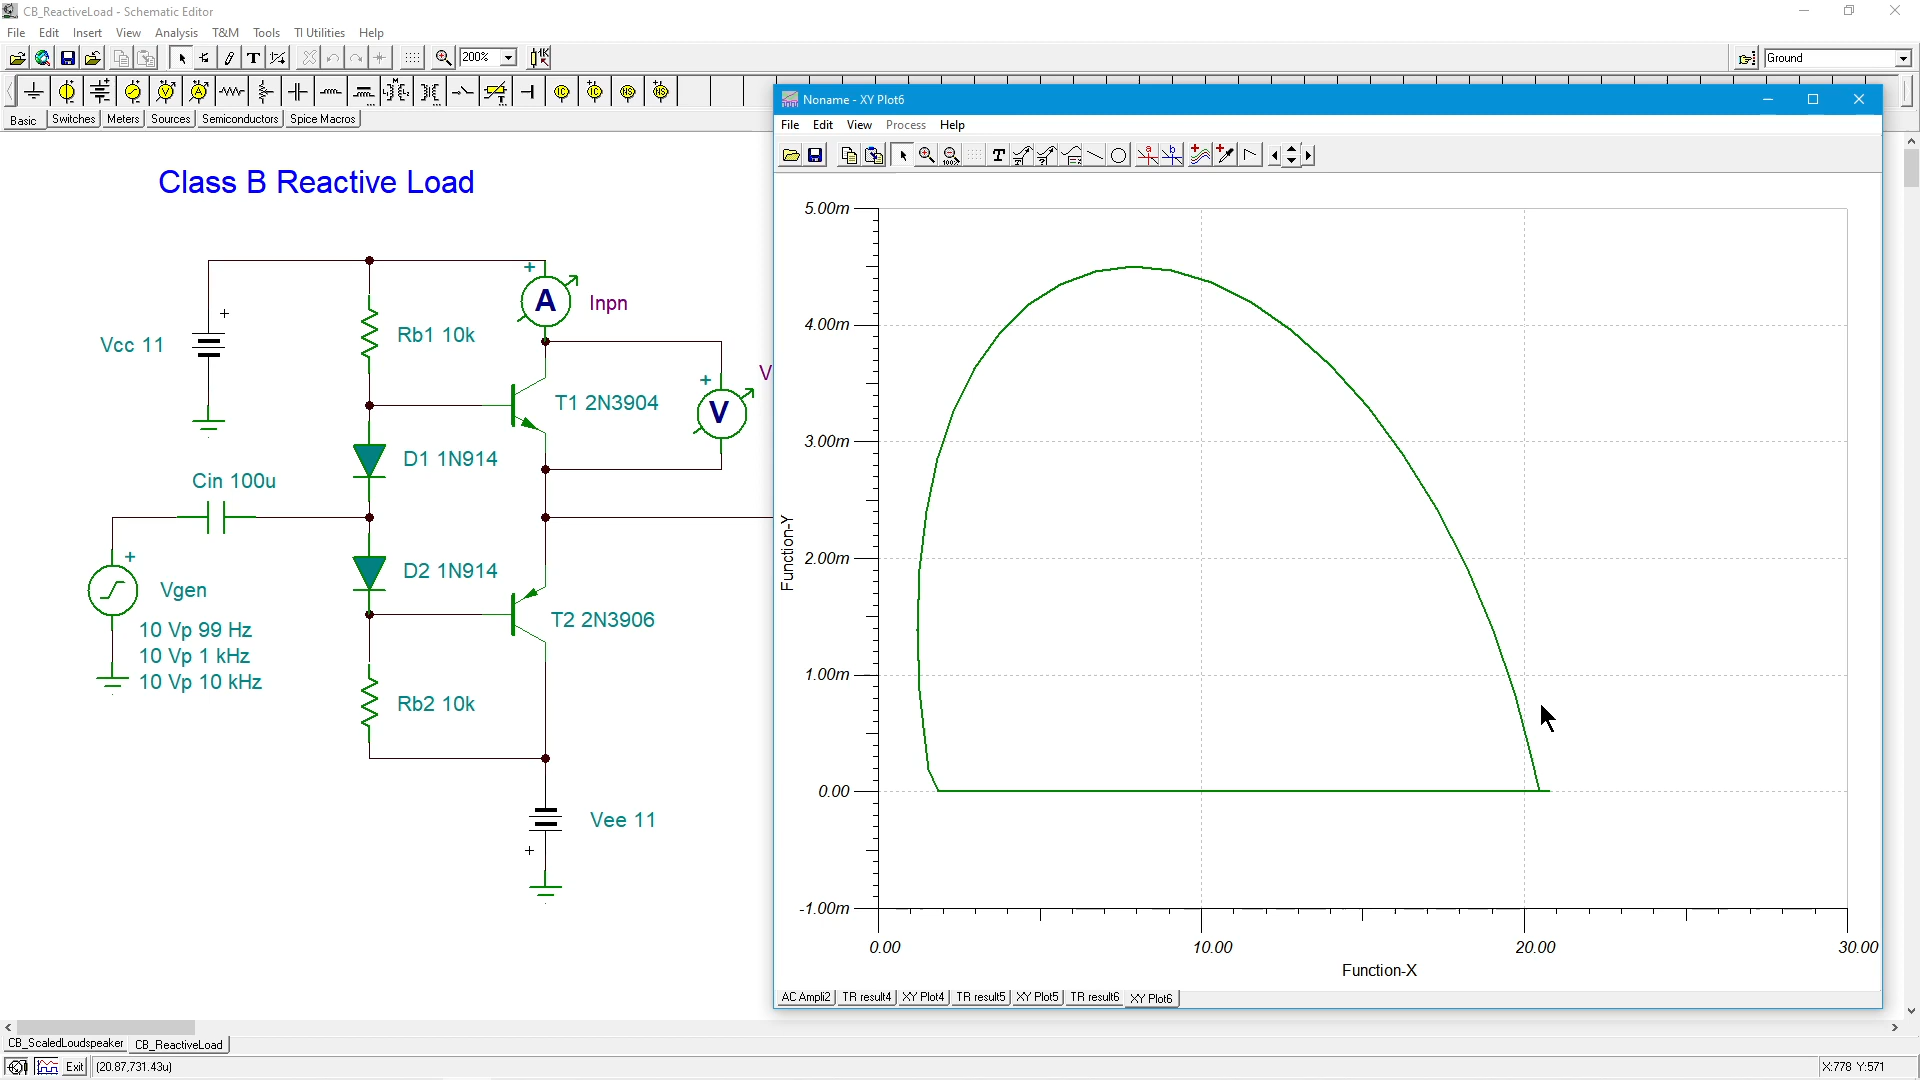 CB_ReactiveLoad - Schematic Editor
File Edit Insert View Analysis T&M Tools TI Utilities Help
200%
Ground
Basic Switches Meters Sources Semiconductors Spice Macros
Noname - XY Plot6
File Edit View Process Help
Class B Reactive Load
Vcc 11
+
Rb1 10k
+
A
Inpn
T1 2N3904
+
V
V
D1 1N914
Cin 100u
+
Vgen
10 Vp 99 Hz
10 Vp 1 kHz
10 Vp 10 kHz
D2 1N914
T2 2N3906
Rb2 10k
Vee 11
+
5.00m
4.00m
3.00m
2.00m
1.00m
0.00
-1.00m
Function-Y
0.00 10.00 20.00 30.00
Function-X
AC Ampli2 TR result4 XY Plot4 TR result5 XY Plot5 TR result6 XY Plot6
CB_ScaledLoudspeaker CB_ReactiveLoad
Exit (20.87,731.43u)
X:778 Y:571